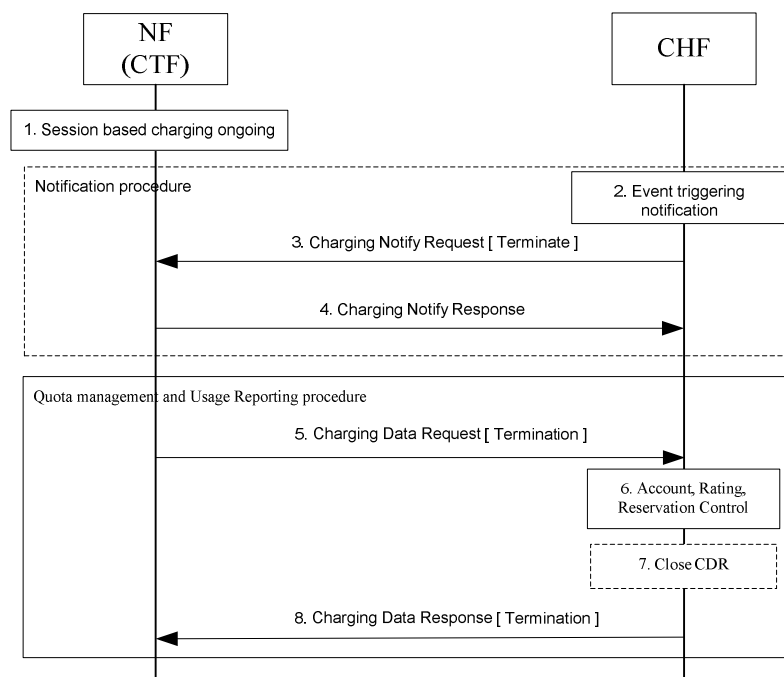 NF
(CTF)
CHF
1. Session based charging ongoing
Notification procedure
2. Event triggering
notification
3. Charging Notify Request [ Terminate ]
4. Charging Notify Response
Quota management and Usage Reporting procedure
5. Charging Data Request [ Termination ]
6. Account, Rating,
Reservation Control
7. Close CDR
8. Charging Data Response [ Termination ]